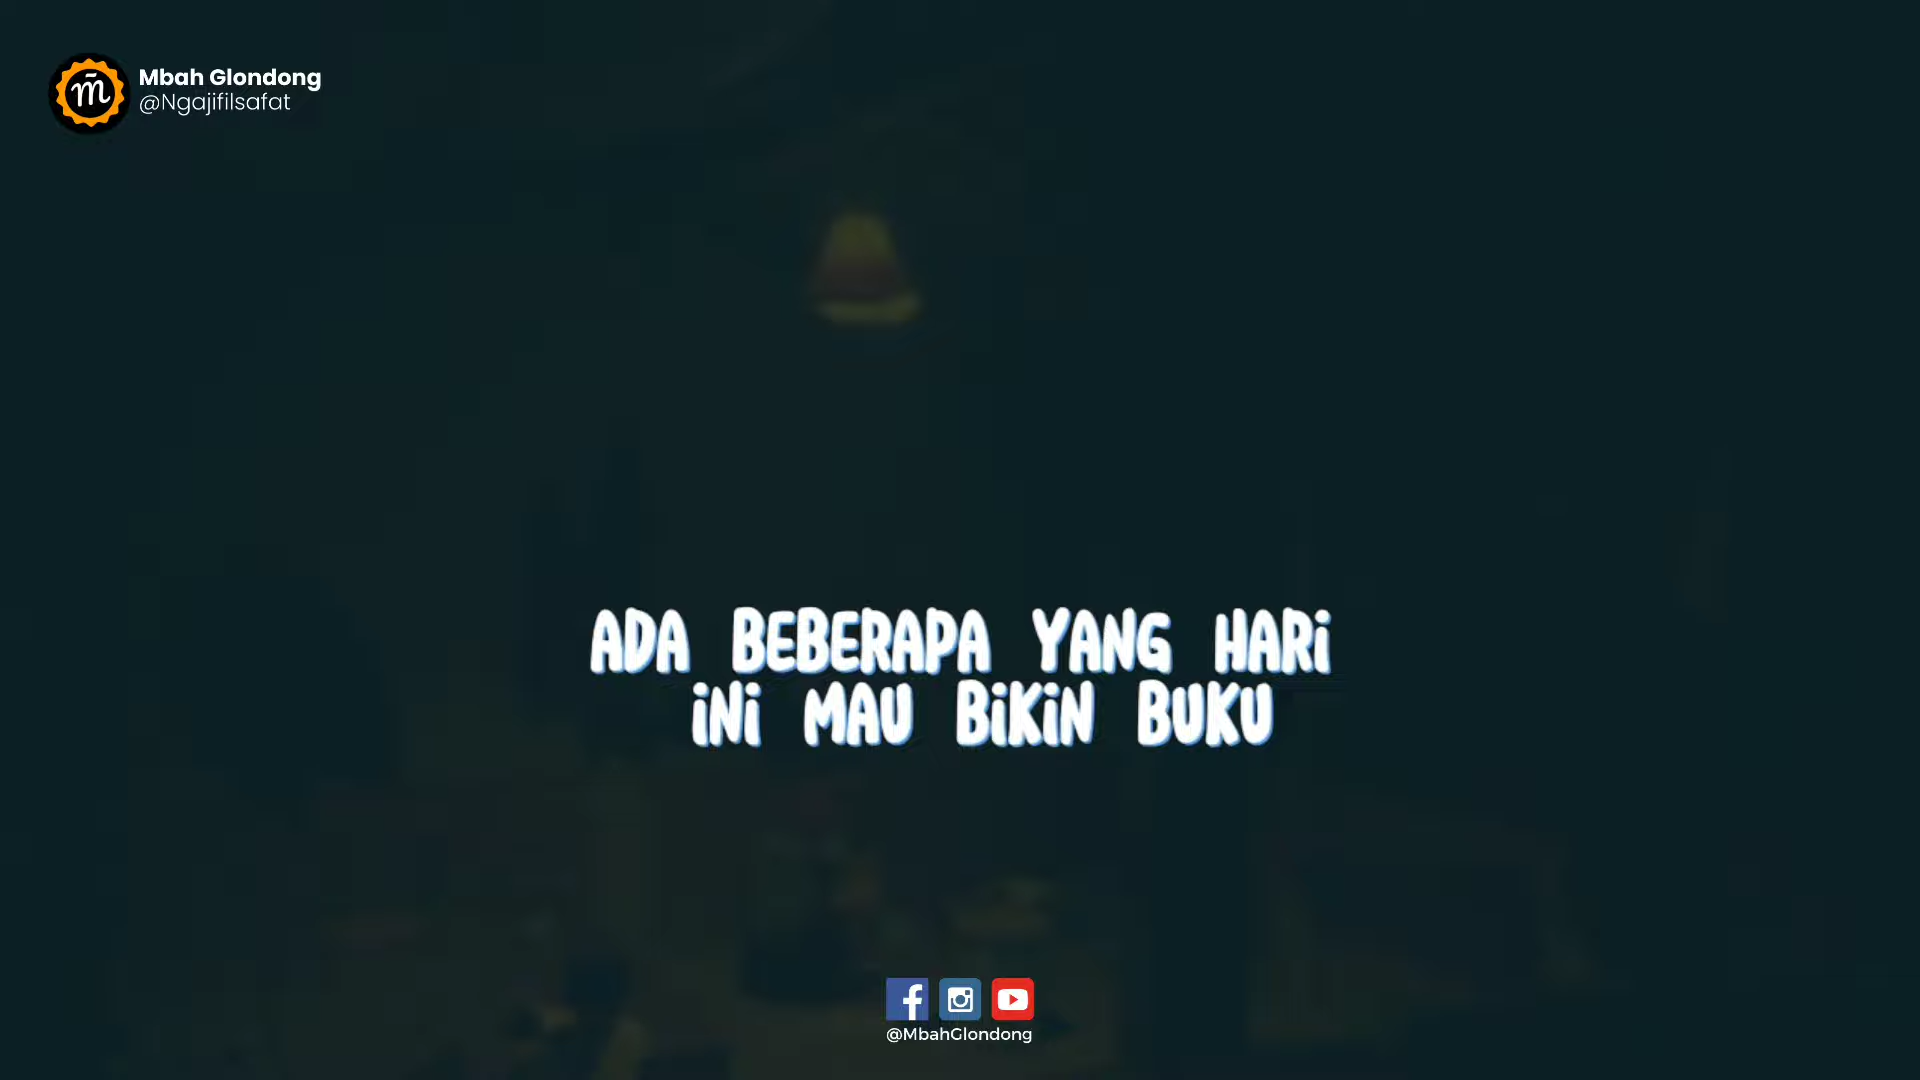 Mbah Glondong
@Ngajifilsafat
ADA BEBERAPA YANG HARI
INI MAU BIKIN BUKU
@MbahGlondong